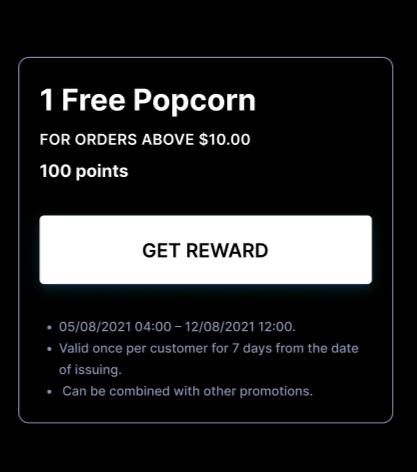 1 Free Popcorn
FOR ORDERS ABOVE $10.00
100 points
GET REWARD
• 05/08/2021 04:00 – 12/08/2021 12:00.
• Valid once per customer for 7 days from the date
of issuing.
• Can be combined with other promotions.